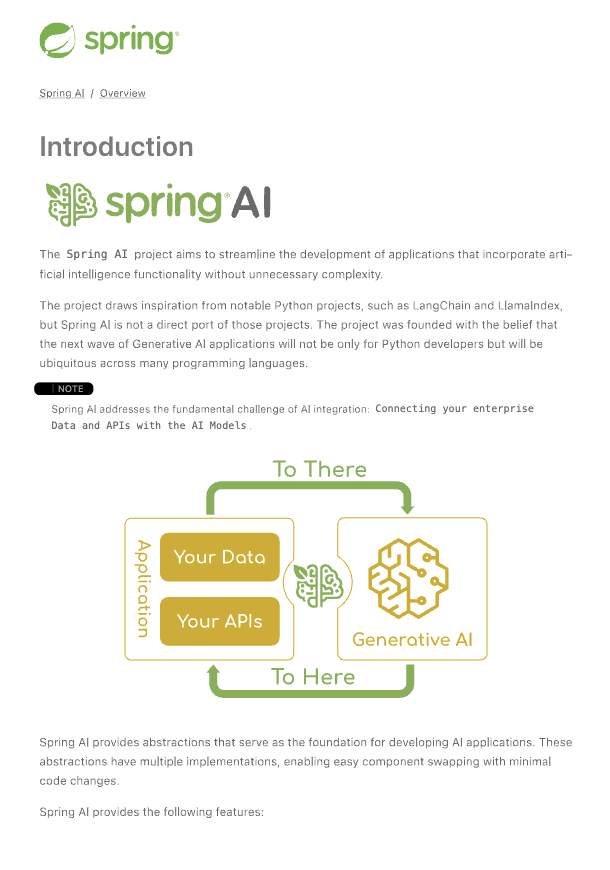 spring
Spring AI / Overview
Introduction
spring AI
The Spring AI project aims to streamline the development of applications that incorporate arti-
ficial intelligence functionality without unnecessary complexity.
The project draws inspiration from notable Python projects, such as LangChain and LlamaIndex,
but Spring AI is not a direct port of those projects. The project was founded with the belief that
the next wave of Generative AI applications will not be only for Python developers but will be
ubiquitous across many programming languages.
NOTE
Spring AI addresses the fundamental challenge of AI integration: Connecting your enterprise
Data and APIs with the AI Models.
To There
Application
Your Data
Your APIs
Generative AI
To Here
Spring AI provides abstractions that serve as the foundation for developing AI applications. These
abstractions have multiple implementations, enabling easy component swapping with minimal
code changes.
Spring AI provides the following features: